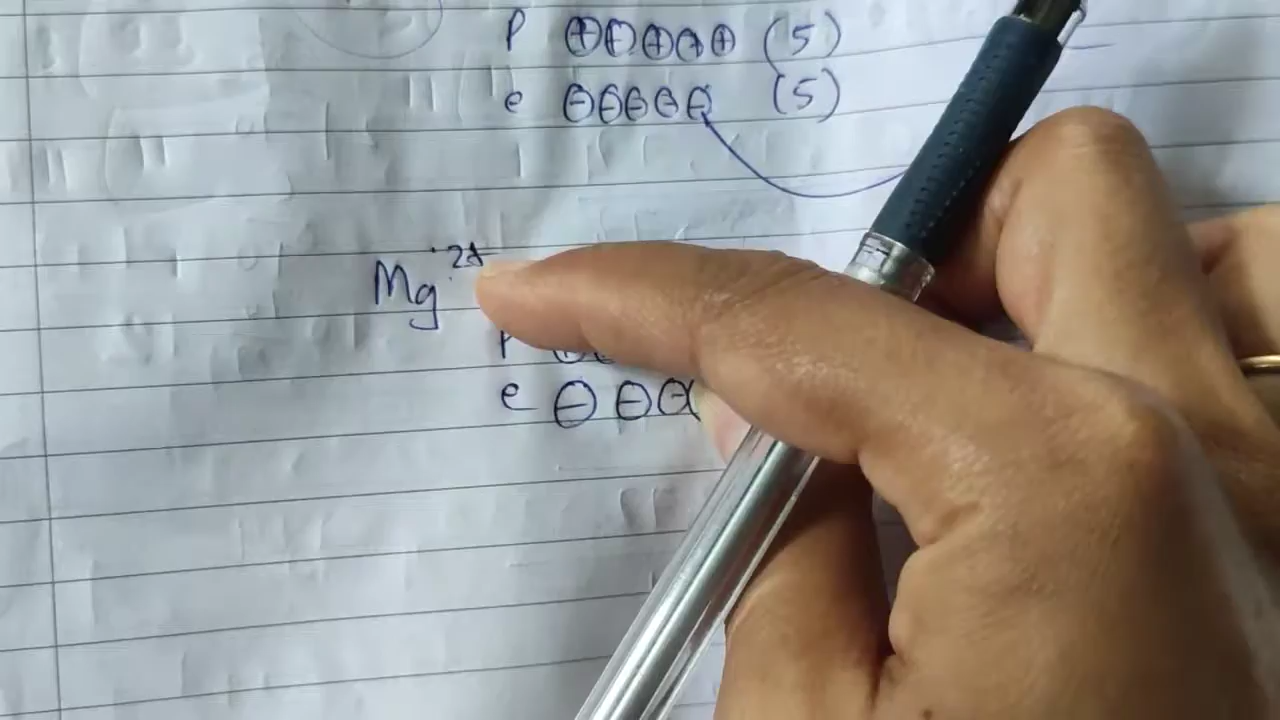 p ⊕⊕⊕⊕⊕ (5)
e ⊖⊖⊖⊖⊖ (5)
Mg²⁺
p
e ⊖ ⊖ ⊖